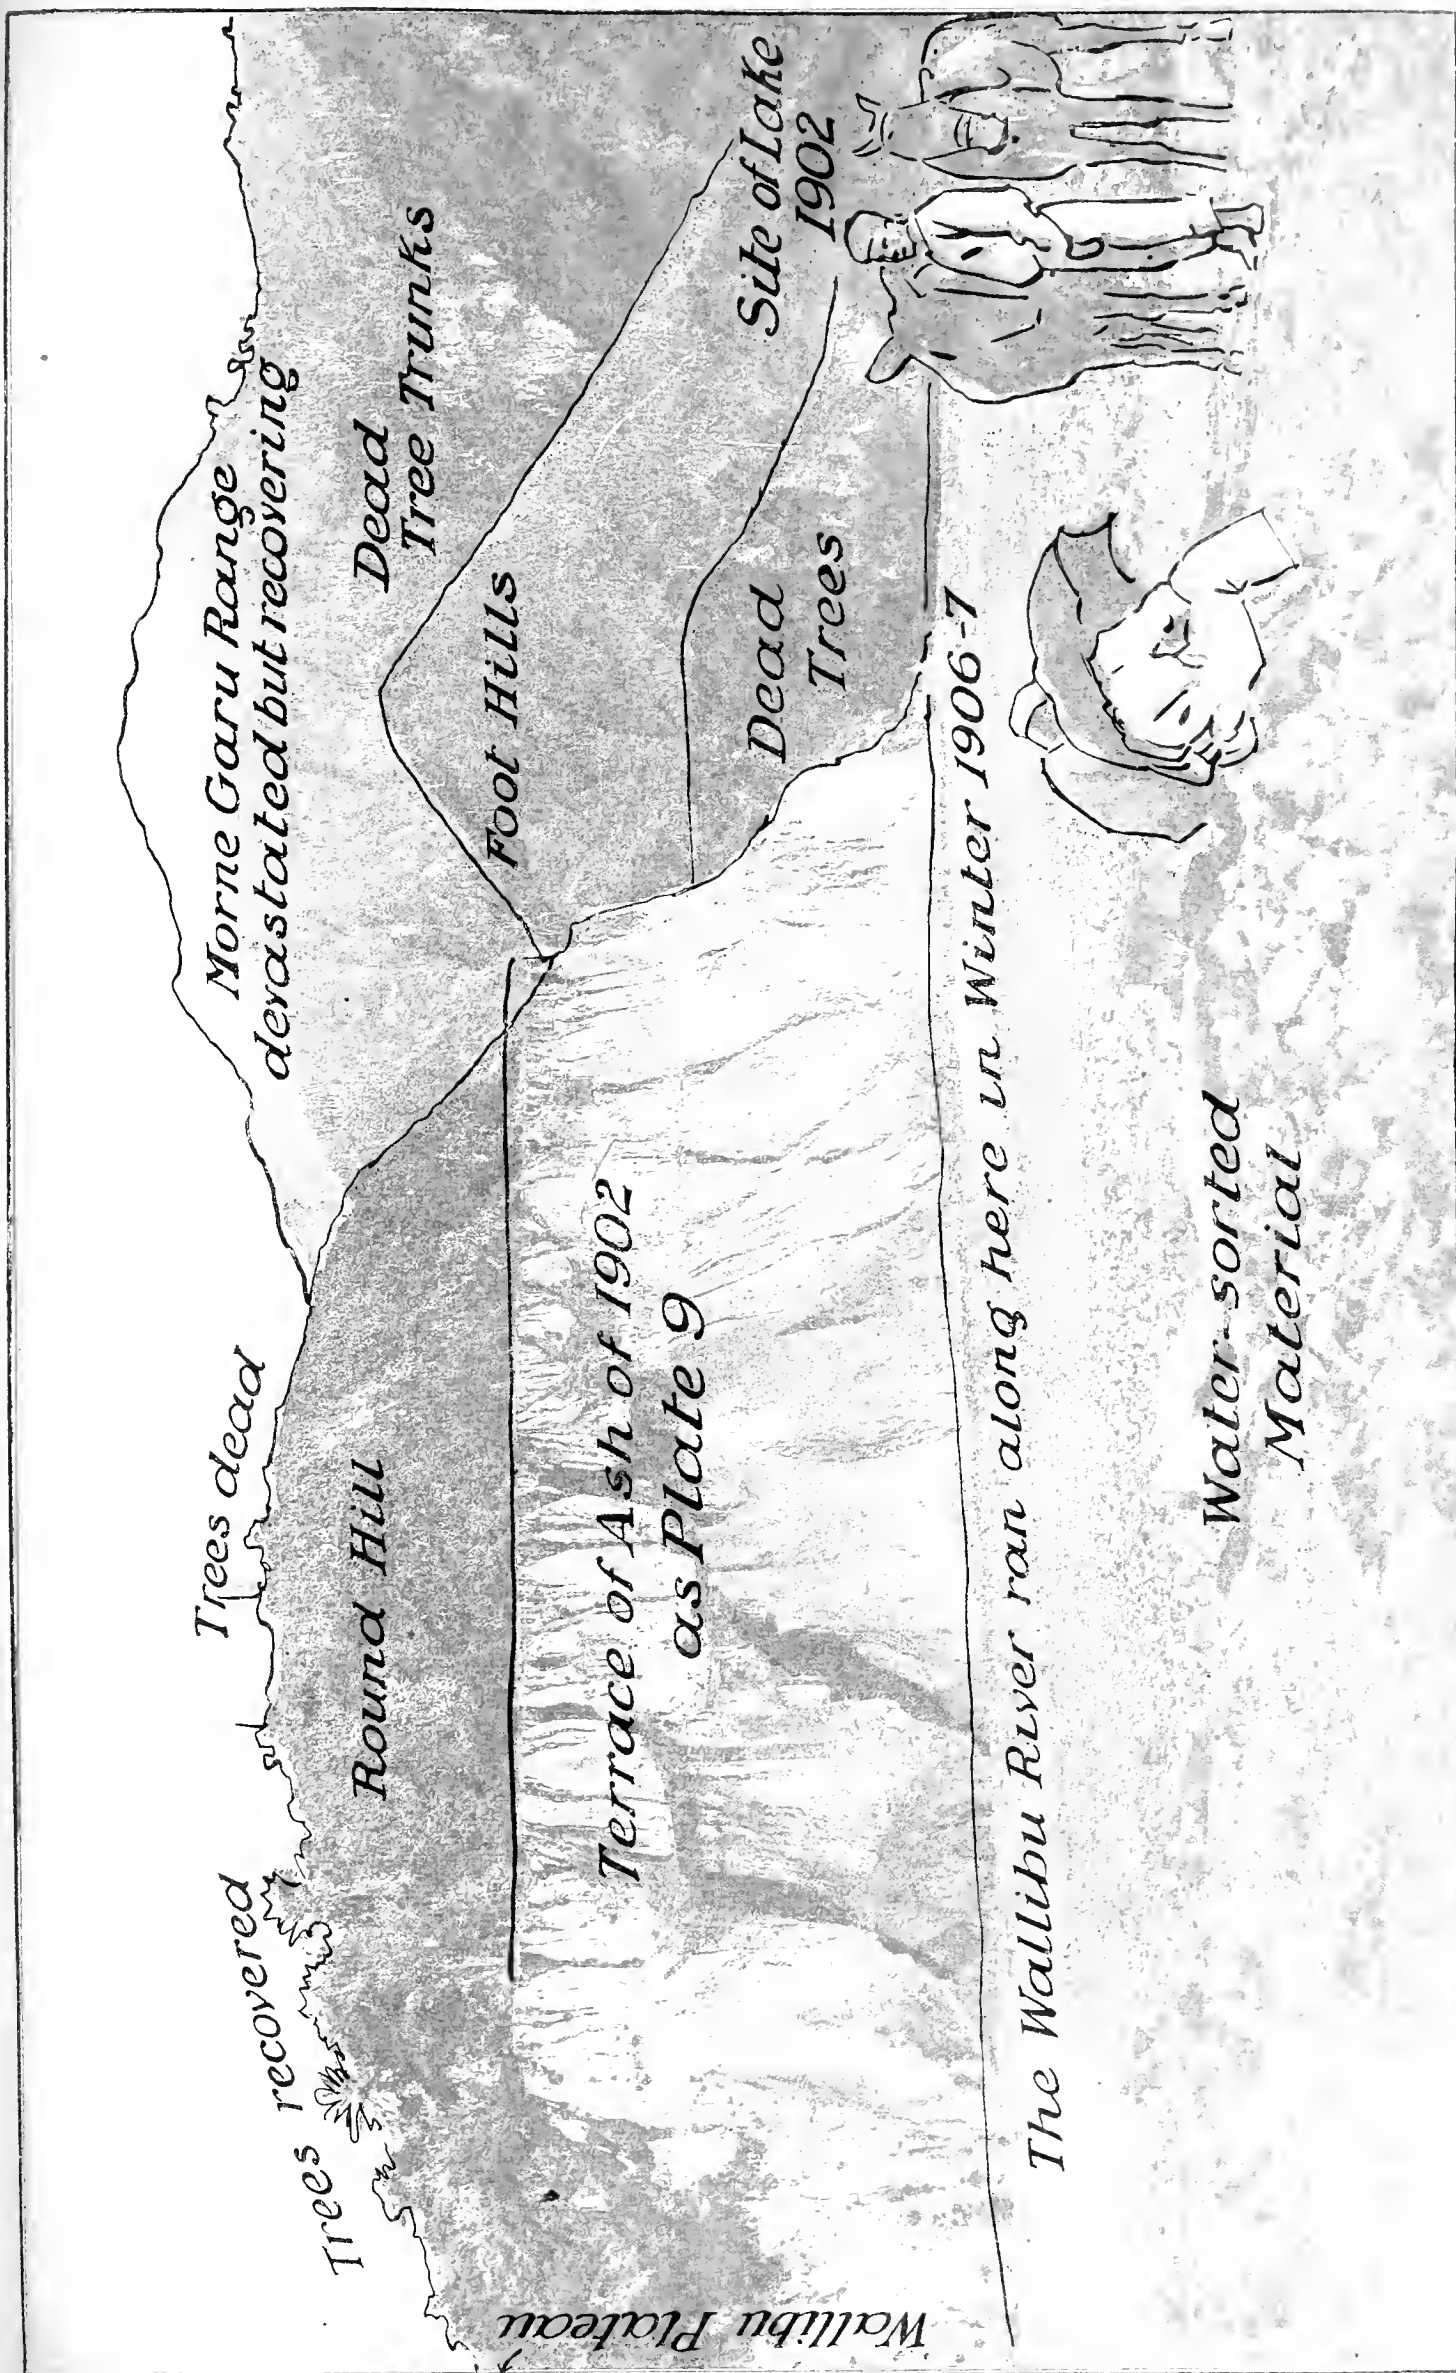 Trees recovered
Trees dead
Morne Garu Range
devastated but recovering
Dead
Tree Trunks
Round Hill
Foot Hills
Wallibu Plateau
Terrace of Ash of 1902
as Plate 9
Dead
Trees
Site of Lake
1902
The Wallibu River ran along here in Winter 1906-7
Water-sorted
Material